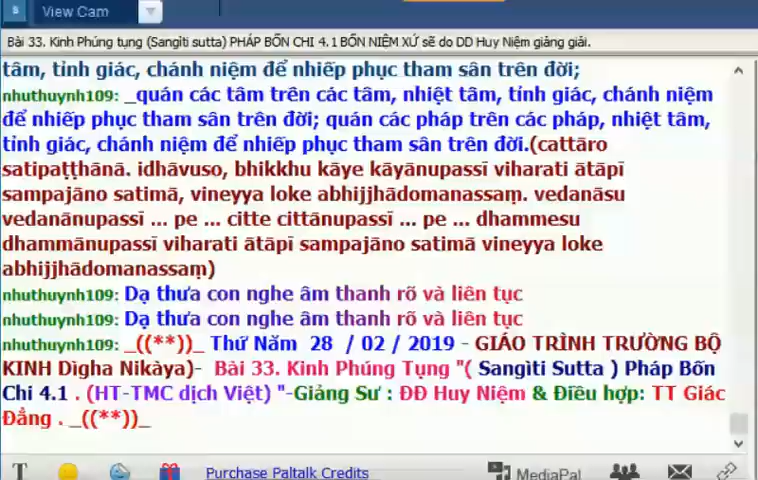 View Cam
Bài 33. Kinh Phúng tụng (Sangìti sutta) PHÁP BỐN CHI 4.1 BỐN NIỆM XỨ sẽ do DD Huy Niệm giảng giải.
tâm, tỉnh giác, chánh niệm để nhiếp phục tham sân trên đời;
nhuthuynh109: _quán các tâm trên các tâm, nhiệt tâm, tỉnh giác, chánh niệm
để nhiếp phục tham sân trên đời; quán các pháp trên các pháp, nhiệt tâm,
tỉnh giác, chánh niệm để nhiếp phục tham sân trên đời.(cattāro
satipaṭṭhānā. idhāvuso, bhikkhu kāye kāyānupassī viharati ātāpī
sampajāno satimā, vineyya loke abhijjhādomanassaṃ. vedanāsu
vedanānupassī ... pe ... citte cittānupassī ... pe ... dhammesu
dhammānupassī viharati ātāpī sampajāno satimā vineyya loke
abhijjhādomanassaṃ)
nhuthuynh109: Dạ thưa con nghe âm thanh rõ và liên tục
nhuthuynh109: Dạ thưa con nghe âm thanh rõ và liên tục
nhuthuynh109: _((**))_ Thứ Năm 28 / 02 / 2019 - GIÁO TRÌNH TRƯỜNG BỘ
KINH Dìgha Nikàya)- Bài 33. Kinh Phúng Tụng "( Sangìti Sutta ) Pháp Bốn
Chi 4.1 . (HT-TMC dịch Việt) "-Giảng Sư : ĐĐ Huy Niệm & Điều hợp: TT Giác
Đẳng . _((**))_
T Purchase Paltalk Credits MediaPal